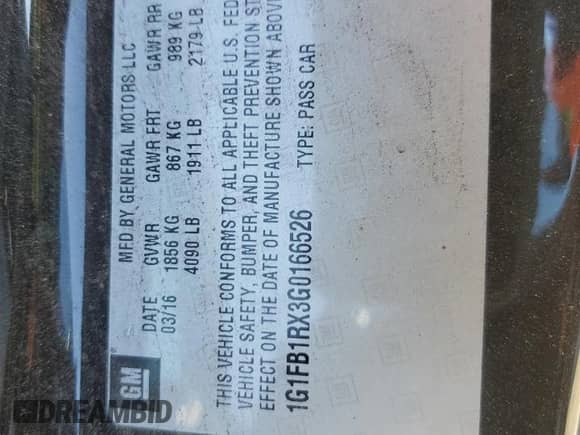 MFD BY GENERAL MOTORS LLC
DATE GVWR GAWR FRT GAWR RR
03/16 1856 KG 867 KG 989 KG
4090 LB 1911 LB 2179 LB
THIS VEHICLE CONFORMS TO ALL APPLICABLE U.S. FED
VEHICLE SAFETY, BUMPER, AND THEFT PREVENTION ST
EFFECT ON THE DATE OF MANUFACTURE SHOWN ABOV
1G1FB1RX3G0166526 TYPE: PASS CAR
GM
DREAMBID